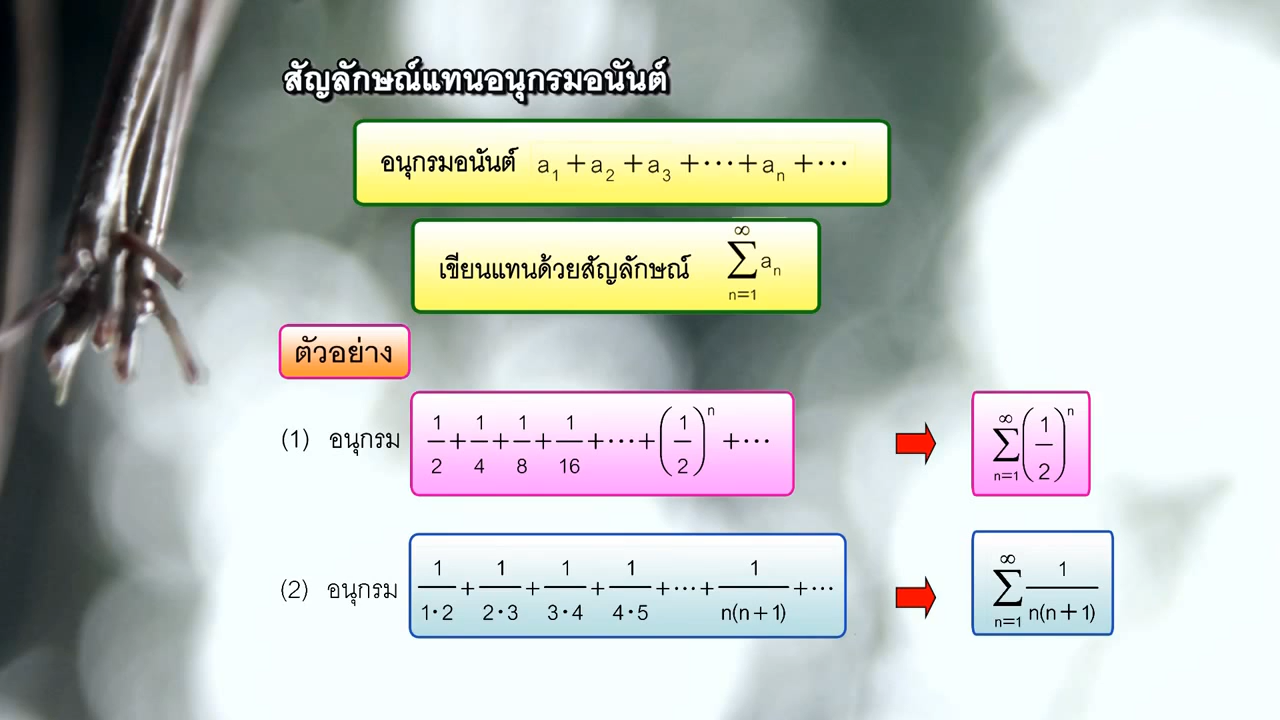 สัญลักษณ์แทนอนุกรมอนันต์
อนุกรมอนันต์ a₁ + a₂ + a₃ + ⋯ + aₙ + ⋯
เขียนแทนด้วยสัญลักษณ์ ∑_{n=1}^{∞} aₙ
ตัวอย่าง
(1) อนุกรม 1/2 + 1/4 + 1/8 + 1/16 + ⋯ + (1/2)ⁿ + ⋯ ∑_{n=1}^{∞} (1/2)ⁿ
(2) อนุกรม 1/(1·2) + 1/(2·3) + 1/(3·4) + 1/(4·5) + ⋯ + 1/(n(n+1)) + ⋯ ∑_{n=1}^{∞} 1/(n(n+1))